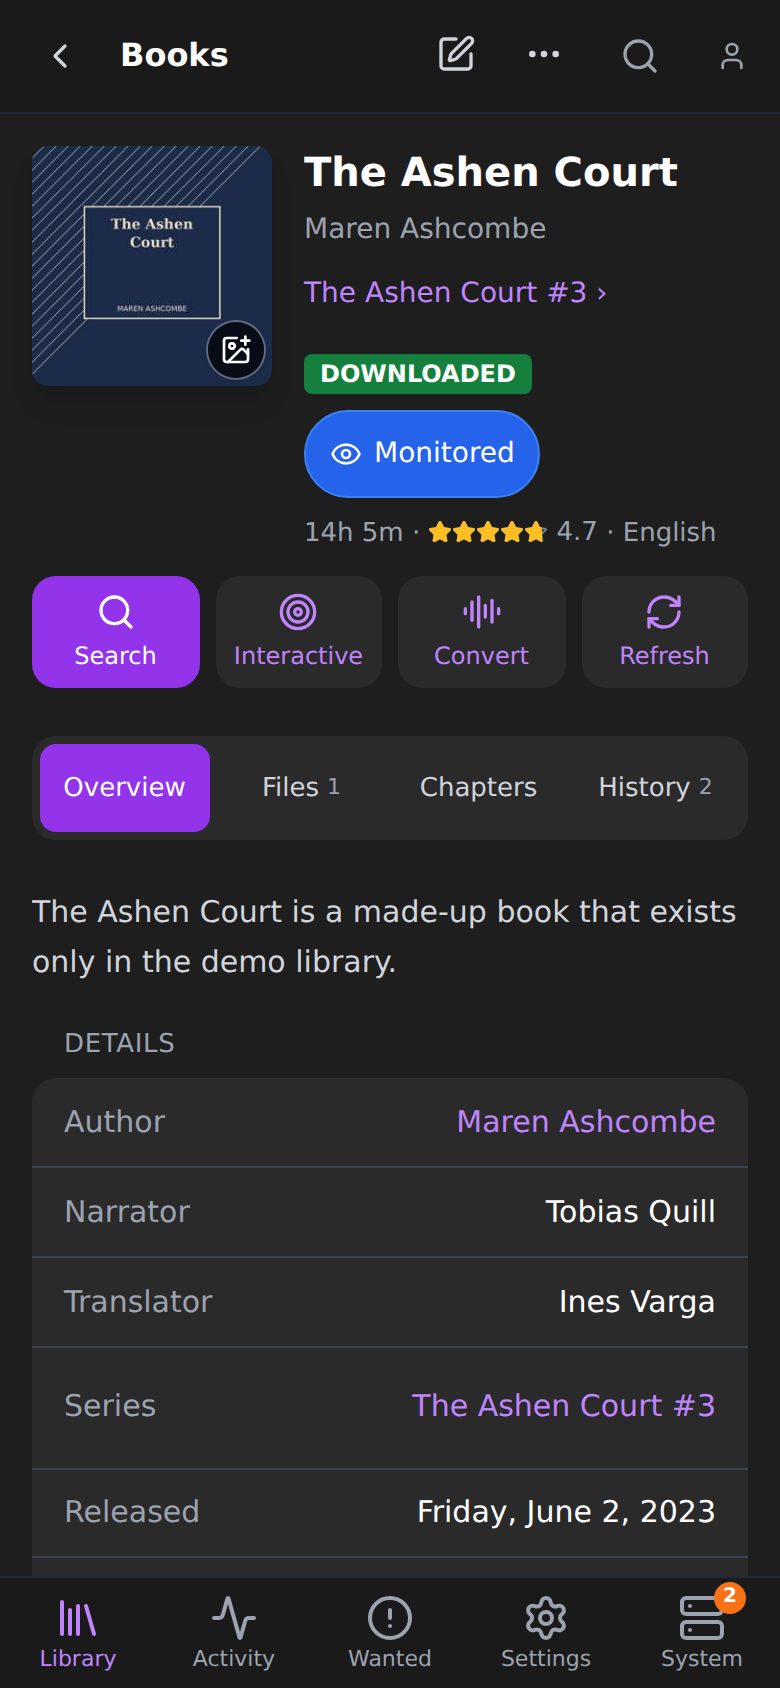 Books
The Ashen
Court
MAREN ASHCOMBE
The Ashen Court
Maren Ashcombe
The Ashen Court #3 ›
DOWNLOADED
Monitored
14h 5m · 4.7 · English
Search
Interactive
Convert
Refresh
Overview
Files 1
Chapters
History 2
The Ashen Court is a made-up book that exists
only in the demo library.
DETAILS
Author Maren Ashcombe
Narrator Tobias Quill
Translator Ines Varga
Series The Ashen Court #3
Released Friday, June 2, 2023
2
Library
Activity
Wanted
Settings
System